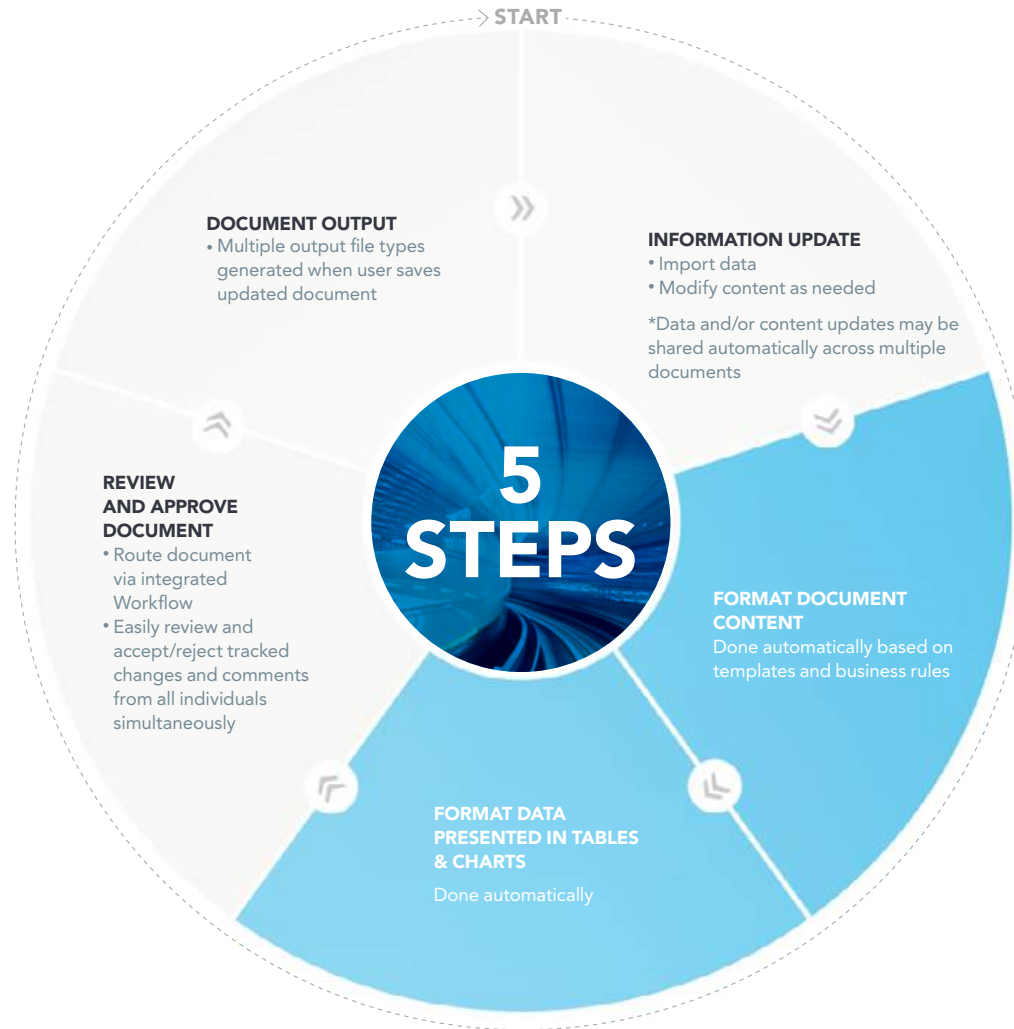 START
INFORMATION UPDATE
• Import data
• Modify content as needed
*Data and/or content updates may be
shared automatically across multiple
documents
FORMAT DOCUMENT
CONTENT
Done automatically based on
templates and business rules
FORMAT DATA
PRESENTED IN TABLES
& CHARTS
Done automatically
REVIEW
AND APPROVE
DOCUMENT
• Route document
via integrated
Workflow
• Easily review and
accept/reject tracked
changes and comments
from all individuals
simultaneously
DOCUMENT OUTPUT
• Multiple output file types
generated when user saves
updated document
5
STEPS